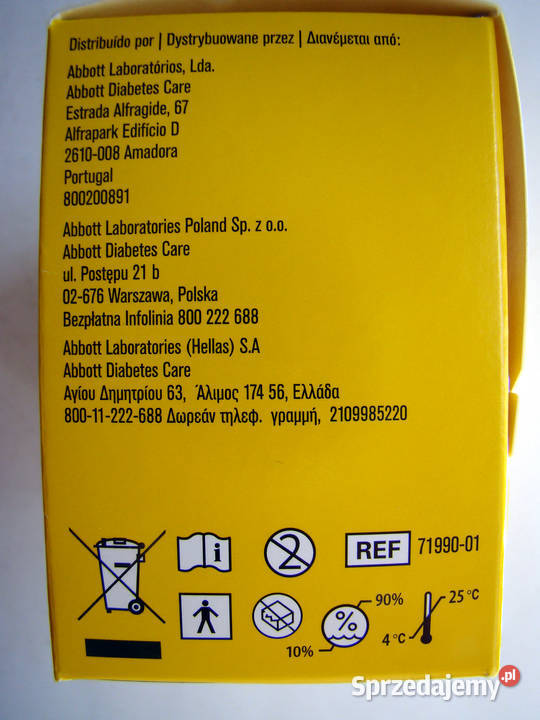 Distribuído por | Dystrybuowane przez | Διανέμεται από:
Abbott Laboratórios, Lda.
Abbott Diabetes Care
Estrada Alfragide, 67
Alfrapark Edifício D
2610-008 Amadora
Portugal
800200891
Abbott Laboratories Poland Sp. z o.o.
Abbott Diabetes Care
ul. Postępu 21 b
02-676 Warszawa, Polska
Bezpłatna Infolinia 800 222 688
Abbott Laboratories (Hellas) S.A
Abbott Diabetes Care
Αγίου Δημητρίου 63, Άλιμος 174 56, Ελλάδα
800-11-222-688 Δωρεάν τηλεφ. γραμμή, 2109985220
i
2
REF 71990-01
90%
%
10%
25 °C
4 °C
Sprzedajemy.pl